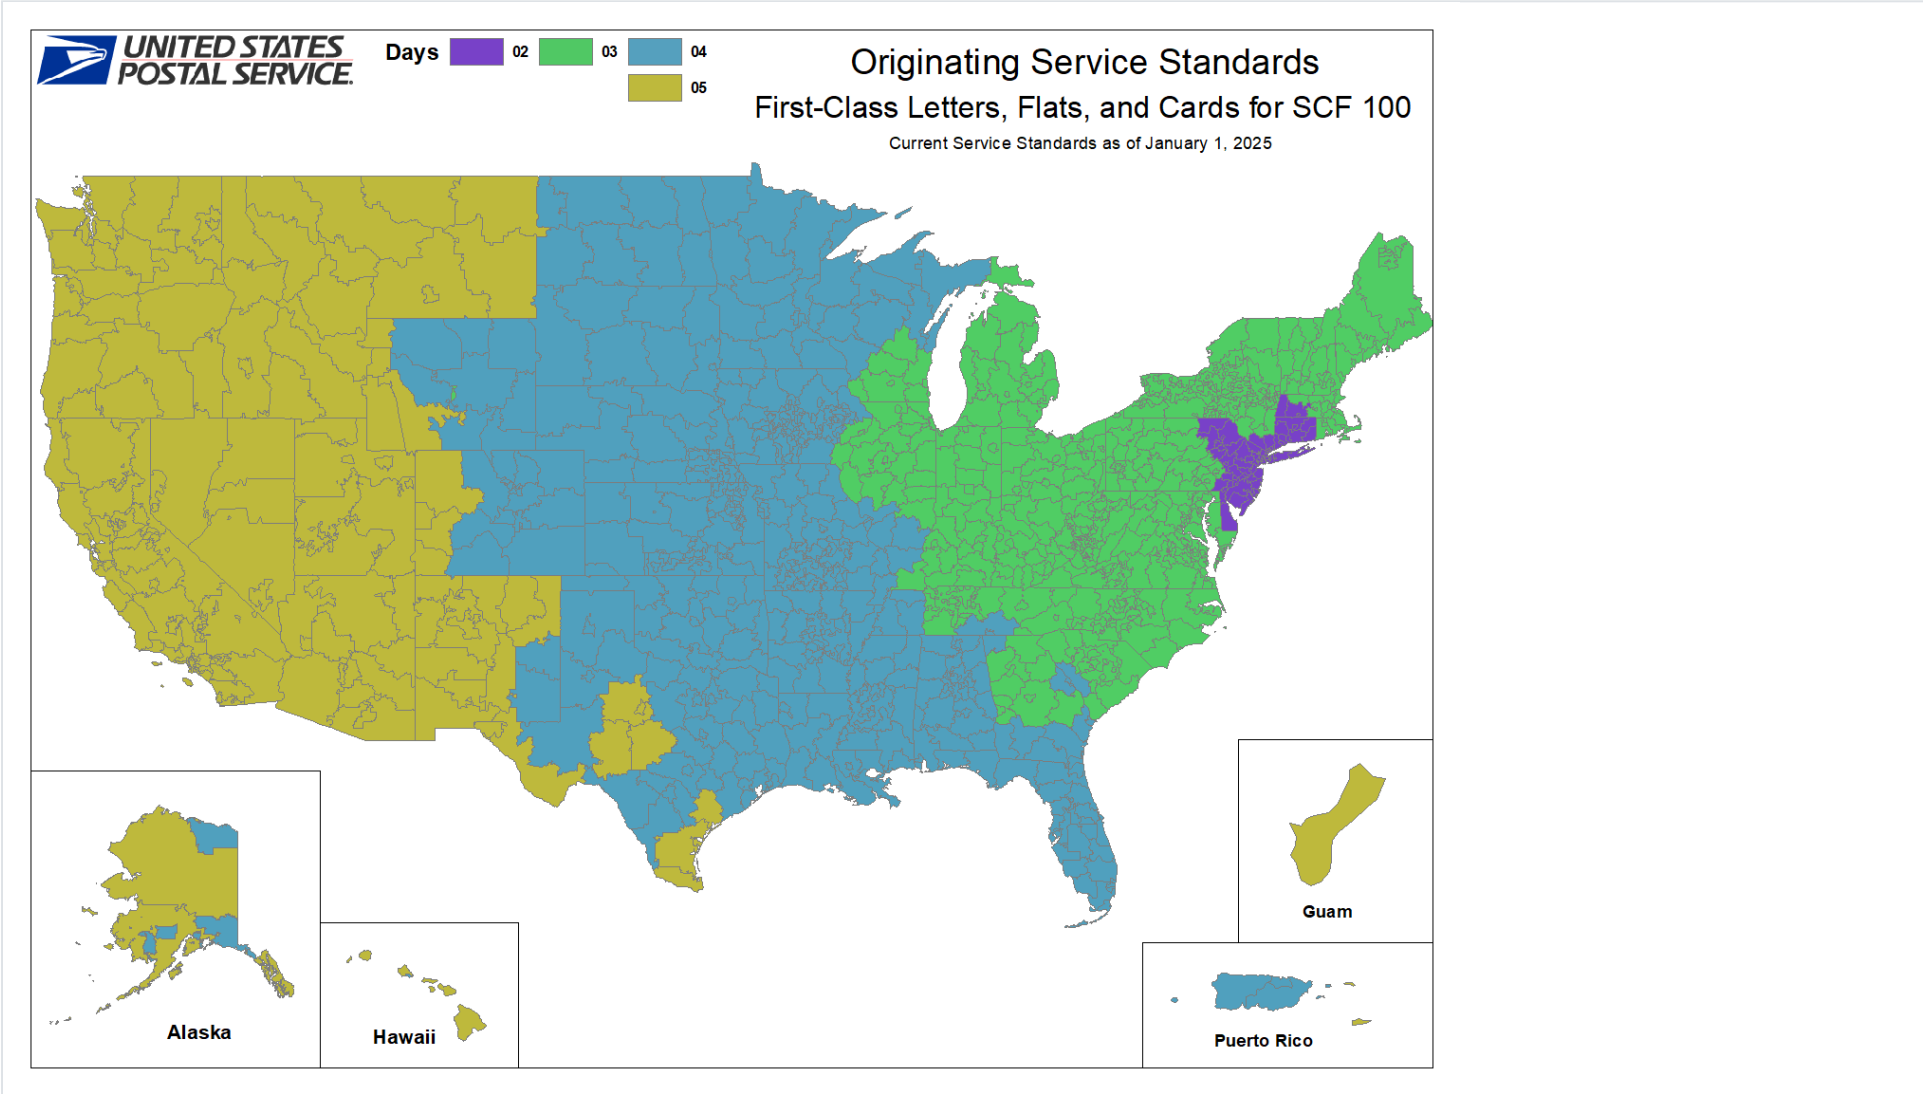 UNITED STATES
POSTAL SERVICE.
Days 02 03 04
05
Originating Service Standards
First-Class Letters, Flats, and Cards for SCF 100
Current Service Standards as of January 1, 2025
Alaska
Hawaii
Guam
Puerto Rico